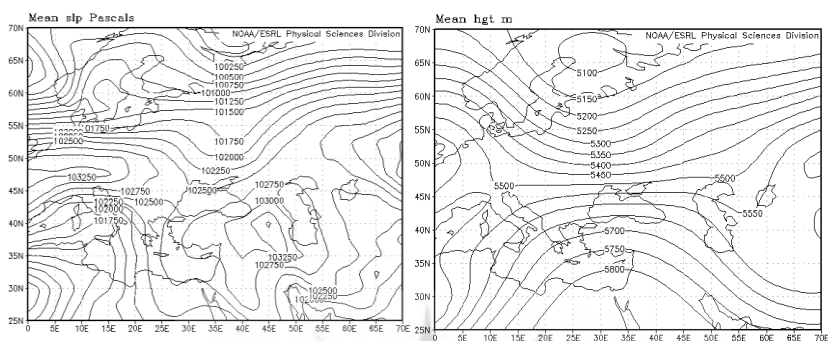 Mean slp Pascals
NOAA/ESRL Physical Sciences Division
70N
65N
60N
55N
50N
45N
40N
35N
30N
25N
0
5E
10E
15E
20E
25E
30E
35E
40E
45E
50E
55E
60E
65E
70E
100250
100500
100750
101000
101250
101500
101750
101750
102000
102250
102500
103250
102750
102250
102500
102000
101750
102500
102750
103000
103250
102750
102500
102250
Mean hgt m
NOAA/ESRL Physical Sciences Division
70N
65N
60N
55N
50N
45N
40N
35N
30N
25N
0
5E
10E
15E
20E
25E
30E
35E
40E
45E
50E
55E
60E
65E
70E
5100
5150
5200
5250
5300
5350
5400
5450
5500
5500
5550
5700
5750
5800